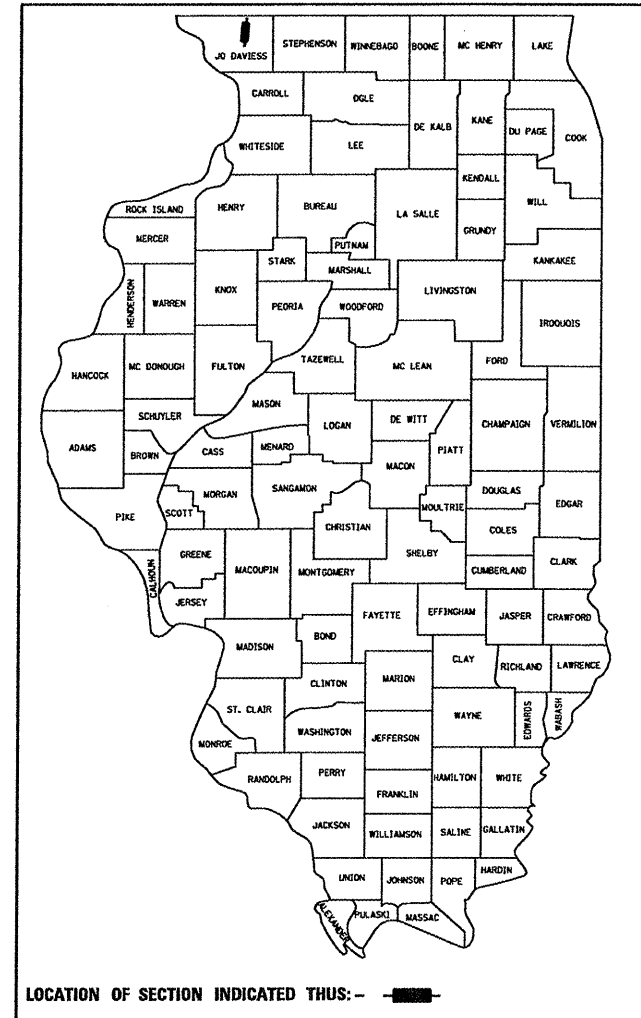 JO DAVIESS STEPHENSON WINNEBAGO BOONE MC HENRY LAKE
CARROLL OGLE DE KALB KANE DU PAGE COOK
WHITESIDE LEE
KENDALL WILL
ROCK ISLAND HENRY BUREAU LA SALLE GRUNDY
MERCER PUTNAM KANKAKEE
STARK MARSHALL
HENDERSON WARREN KNOX PEORIA WOODFORD LIVINGSTON IROQUOIS
HANCOCK MC DONOUGH FULTON TAZEWELL MC LEAN FORD
MASON
SCHUYLER LOGAN DE WITT CHAMPAIGN VERMILION
ADAMS BROWN CASS MENARD MACON PIATT
MORGAN SANGAMON DOUGLAS EDGAR
PIKE SCOTT CHRISTIAN MOULTRIE COLES
GREENE SHELBY
CALHOUN MACOUPIN MONTGOMERY CUMBERLAND CLARK
JERSEY FAYETTE EFFINGHAM JASPER CRAWFORD
MADISON BOND
CLAY RICHLAND LAWRENCE
CLINTON MARION
ST. CLAIR WAYNE EDWARDS WABASH
WASHINGTON JEFFERSON
MONROE
RANDOLPH PERRY HAMILTON WHITE
FRANKLIN
JACKSON WILLIAMSON SALINE GALLATIN
UNION JOHNSON POPE HARDIN
ALEXANDER PULASKI MASSAC
LOCATION OF SECTION INDICATED THUS:-